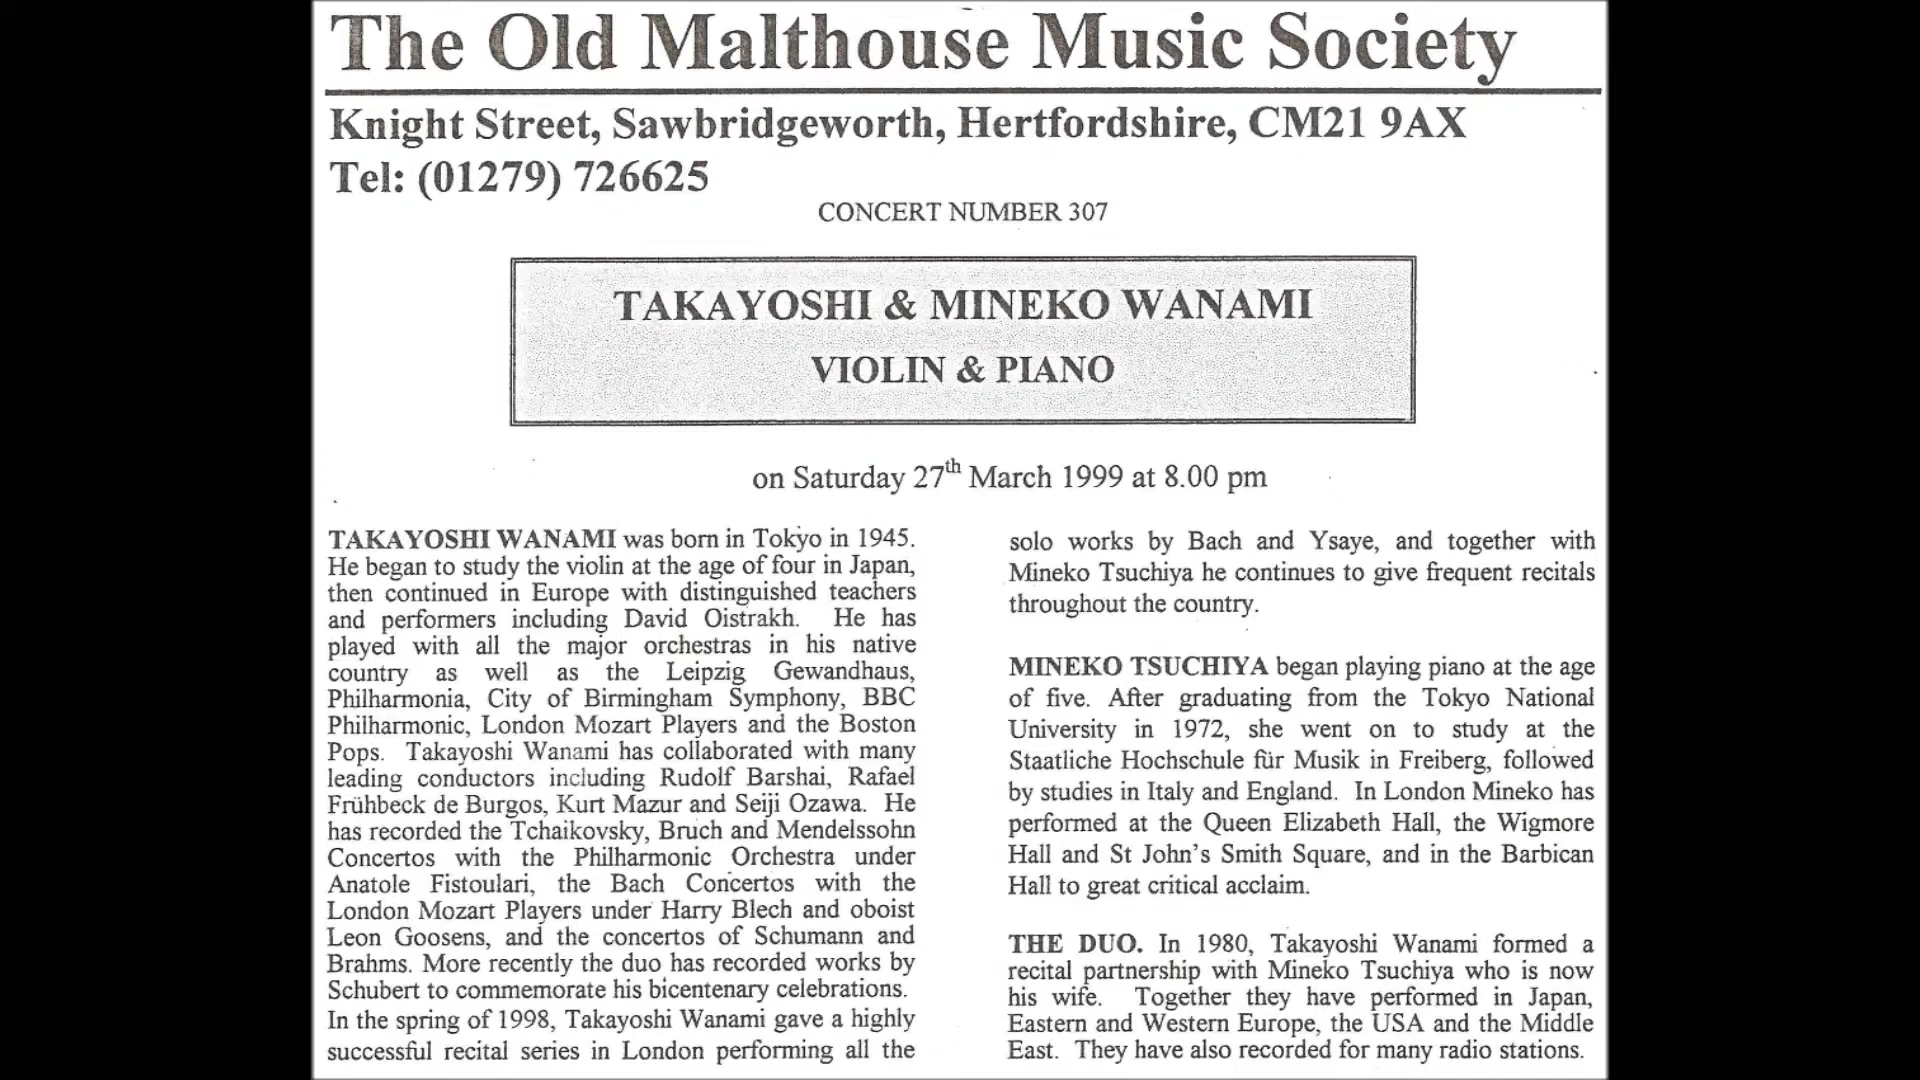 The Old Malthouse Music Society
Knight Street, Sawbridgeworth, Hertfordshire, CM21 9AX
Tel: (01279) 726625
CONCERT NUMBER 307
TAKAYOSHI & MINEKO WANAMI
VIOLIN & PIANO
on Saturday 27th March 1999 at 8.00 pm
TAKAYOSHI WANAMI was born in Tokyo in 1945.
He began to study the violin at the age of four in Japan,
then continued in Europe with distinguished teachers
and performers including David Oistrakh. He has
played with all the major orchestras in his native
country as well as the Leipzig Gewandhaus,
Philharmonia, City of Birmingham Symphony, BBC
Philharmonic, London Mozart Players and the Boston
Pops. Takayoshi Wanami has collaborated with many
leading conductors including Rudolf Barshai, Rafael
Frühbeck de Burgos, Kurt Mazur and Seiji Ozawa. He
has recorded the Tchaikovsky, Bruch and Mendelssohn
Concertos with the Philharmonic Orchestra under
Anatole Fistoulari, the Bach Concertos with the
London Mozart Players under Harry Blech and oboist
Leon Goosens, and the concertos of Schumann and
Brahms. More recently the duo has recorded works by
Schubert to commemorate his bicentenary celebrations.
In the spring of 1998, Takayoshi Wanami gave a highly
successful recital series in London performing all the
solo works by Bach and Ysaye, and together with
Mineko Tsuchiya he continues to give frequent recitals
throughout the country.
MINEKO TSUCHIYA began playing piano at the age
of five. After graduating from the Tokyo National
University in 1972, she went on to study at the
Staatliche Hochschule für Musik in Freiberg, followed
by studies in Italy and England. In London Mineko has
performed at the Queen Elizabeth Hall, the Wigmore
Hall and St John's Smith Square, and in the Barbican
Hall to great critical acclaim.
THE DUO. In 1980, Takayoshi Wanami formed a
recital partnership with Mineko Tsuchiya who is now
his wife. Together they have performed in Japan,
Eastern and Western Europe, the USA and the Middle
East. They have also recorded for many radio stations.